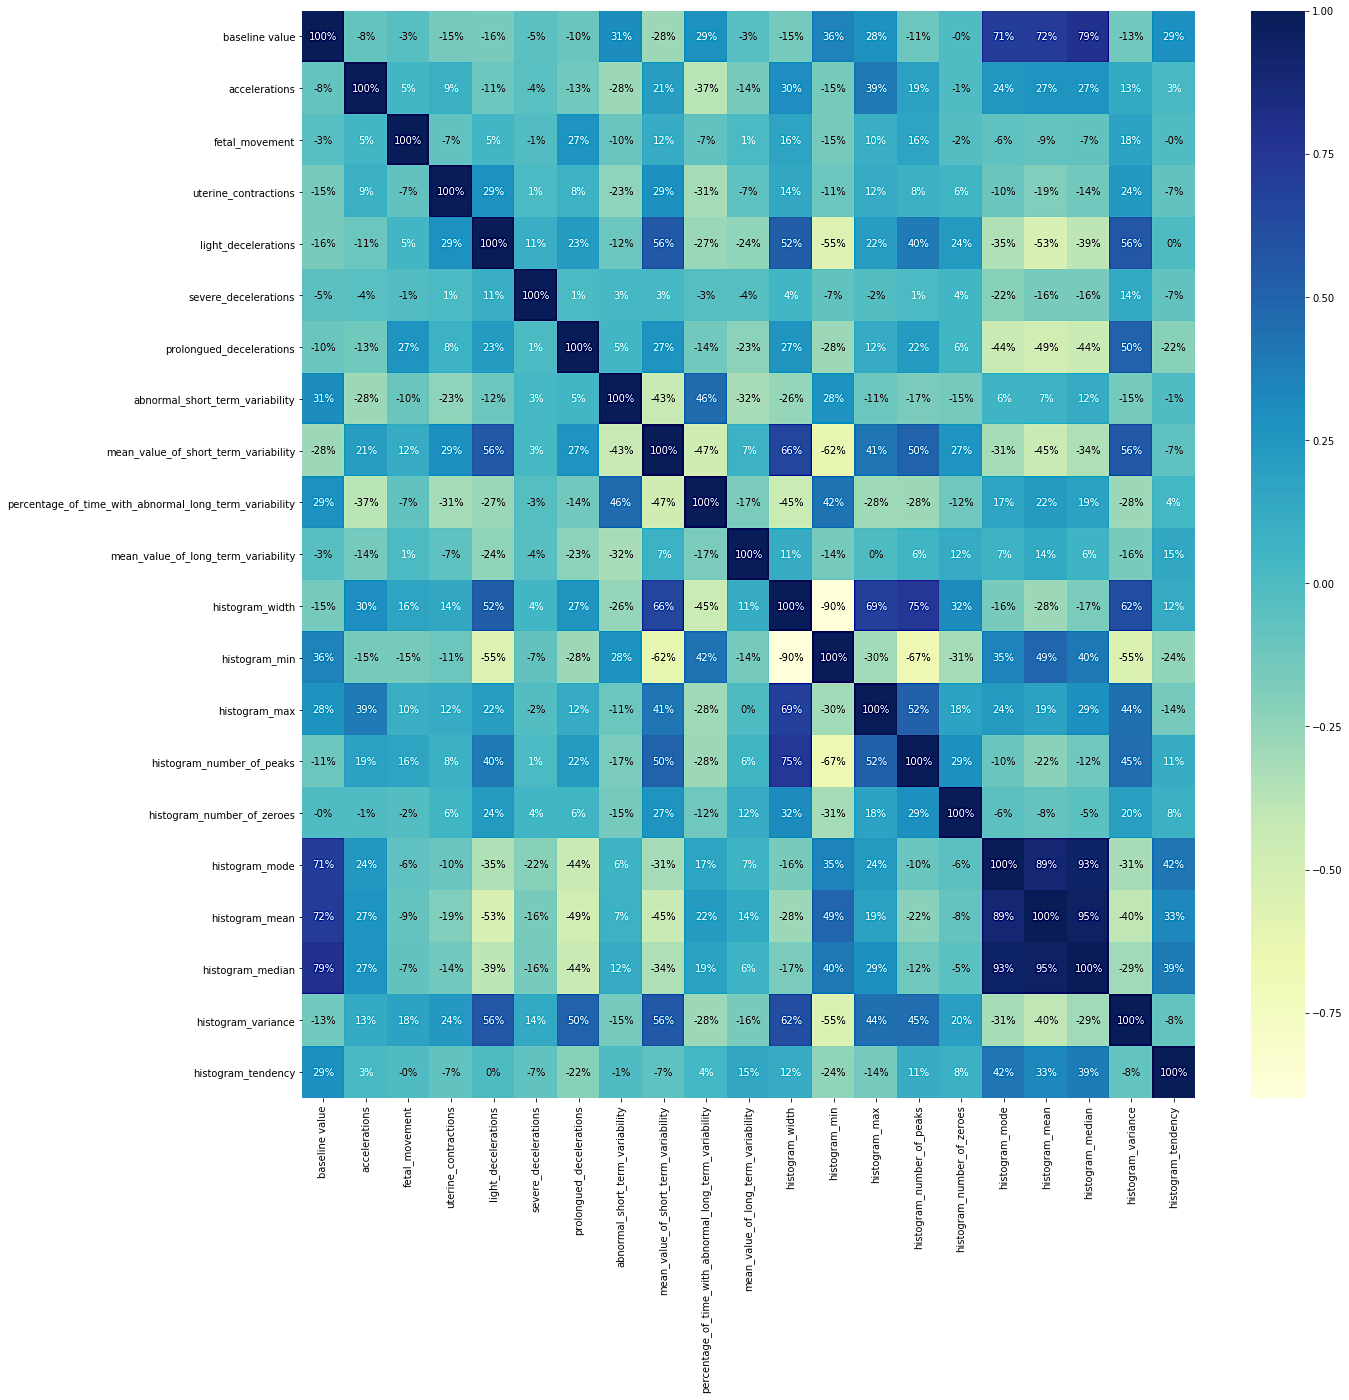 baseline value 100% -8% -3% -15% -16% -5% -10% 31% -28% 29% -3% -15% 36% 28% -11% -0% 71% 72% 79% -13% 29%
accelerations -8% 100% 5% 9% -11% -4% -13% -28% 21% -37% -14% 30% -15% 39% 19% -1% 24% 27% 27% 13% 3%
fetal_movement -3% 5% 100% -7% 5% -1% 27% -10% 12% -7% 1% 16% -15% 10% 16% -2% -6% -9% -7% 18% -0%
uterine_contractions -15% 9% -7% 100% 29% 1% 8% -23% 29% -31% -7% 14% -11% 12% 8% 6% -10% -19% -14% 24% -7%
light_decelerations -16% -11% 5% 29% 100% 11% 23% -12% 56% -27% -24% 52% -55% 22% 40% 24% -35% -53% -39% 56% 0%
severe_decelerations -5% -4% -1% 1% 11% 100% 1% 3% 3% -3% -4% 4% -7% -2% 1% 4% -22% -16% -16% 14% -7%
prolongued_decelerations -10% -13% 27% 8% 23% 1% 100% 5% 27% -14% -23% 27% -28% 12% 22% 6% -44% -49% -44% 50% -22%
abnormal_short_term_variability 31% -28% -10% -23% -12% 3% 5% 100% -43% 46% -32% -26% 28% -11% -17% -15% 6% 7% 12% -15% -1%
mean_value_of_short_term_variability -28% 21% 12% 29% 56% 3% 27% -43% 100% -47% 7% 66% -62% 41% 50% 27% -31% -45% -34% 56% -7%
percentage_of_time_with_abnormal_long_term_variability 29% -37% -7% -31% -27% -3% -14% 46% -47% 100% -17% -45% 42% -28% -28% -12% 17% 22% 19% -28% 4%
mean_value_of_long_term_variability -3% -14% 1% -7% -24% -4% -23% -32% 7% -17% 100% 11% -14% 0% 6% 12% 7% 14% 6% -16% 15%
histogram_width -15% 30% 16% 14% 52% 4% 27% -26% 66% -45% 11% 100% -90% 69% 75% 32% -16% -28% -17% 62% 12%
histogram_min 36% -15% -15% -11% -55% -7% -28% 28% -62% 42% -14% -90% 100% -30% -67% -31% 35% 49% 40% -55% -24%
histogram_max 28% 39% 10% 12% 22% -2% 12% -11% 41% -28% 0% 69% -30% 100% 52% 18% 24% 19% 29% 44% -14%
histogram_number_of_peaks -11% 19% 16% 8% 40% 1% 22% -17% 50% -28% 6% 75% -67% 52% 100% 29% -10% -22% -12% 45% 11%
histogram_number_of_zeroes -0% -1% -2% 6% 24% 4% 6% -15% 27% -12% 12% 32% -31% 18% 29% 100% -6% -8% -5% 20% 8%
histogram_mode 71% 24% -6% -10% -35% -22% -44% 6% -31% 17% 7% -16% 35% 24% -10% -6% 100% 89% 93% -31% 42%
histogram_mean 72% 27% -9% -19% -53% -16% -49% 7% -45% 22% 14% -28% 49% 19% -22% -8% 89% 100% 95% -40% 33%
histogram_median 79% 27% -7% -14% -39% -16% -44% 12% -34% 19% 6% -17% 40% 29% -12% -5% 93% 95% 100% -29% 39%
histogram_variance -13% 13% 18% 24% 56% 14% 50% -15% 56% -28% -16% 62% -55% 44% 45% 20% -31% -40% -29% 100% -8%
histogram_tendency 29% 3% -0% -7% 0% -7% -22% -1% -7% 4% 15% 12% -24% -14% 11% 8% 42% 33% 39% -8% 100%
baseline value
accelerations
fetal_movement
uterine_contractions
light_decelerations
severe_decelerations
prolongued_decelerations
abnormal_short_term_variability
mean_value_of_short_term_variability
percentage_of_time_with_abnormal_long_term_variability
mean_value_of_long_term_variability
histogram_width
histogram_min
histogram_max
histogram_number_of_peaks
histogram_number_of_zeroes
histogram_mode
histogram_mean
histogram_median
histogram_variance
histogram_tendency
1.00
0.75
0.50
0.25
0.00
−0.25
−0.50
−0.75